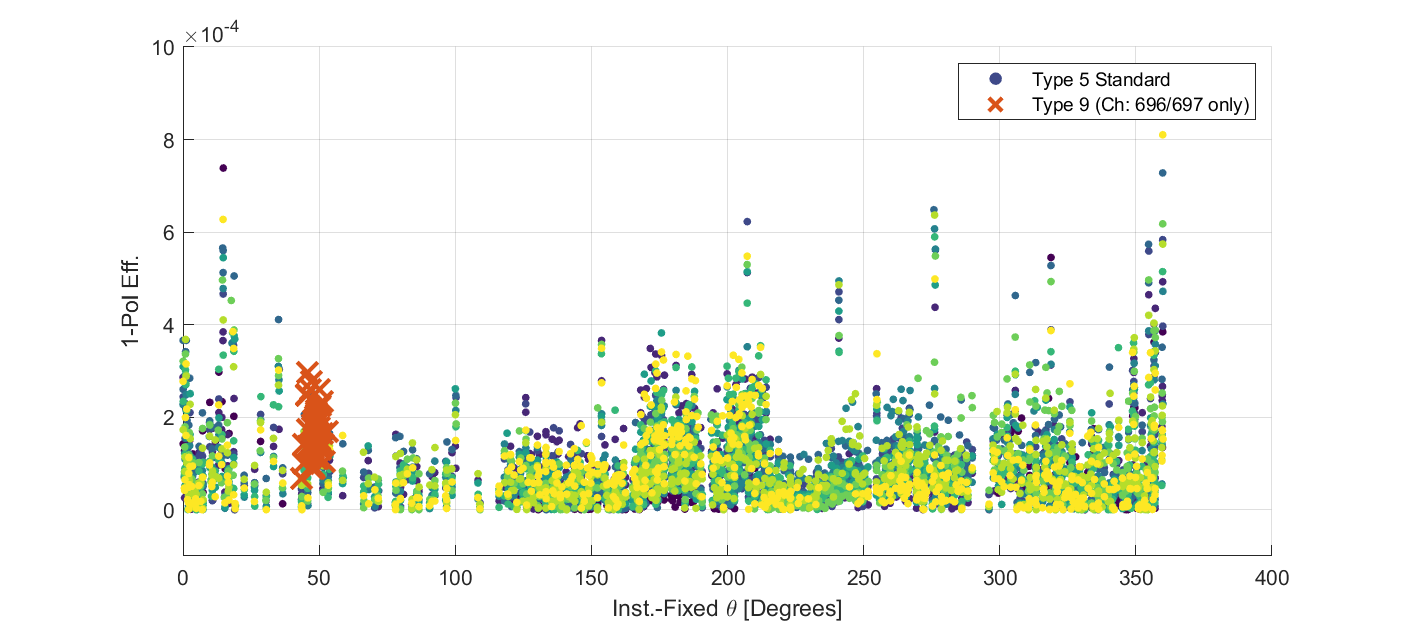 ×10⁻⁴
10
8
6
4
2
0
1-Pol Eff.
Type 5 Standard
Type 9 (Ch: 696/697 only)
0 50 100 150 200 250 300 350 400
Inst.-Fixed θ [Degrees]